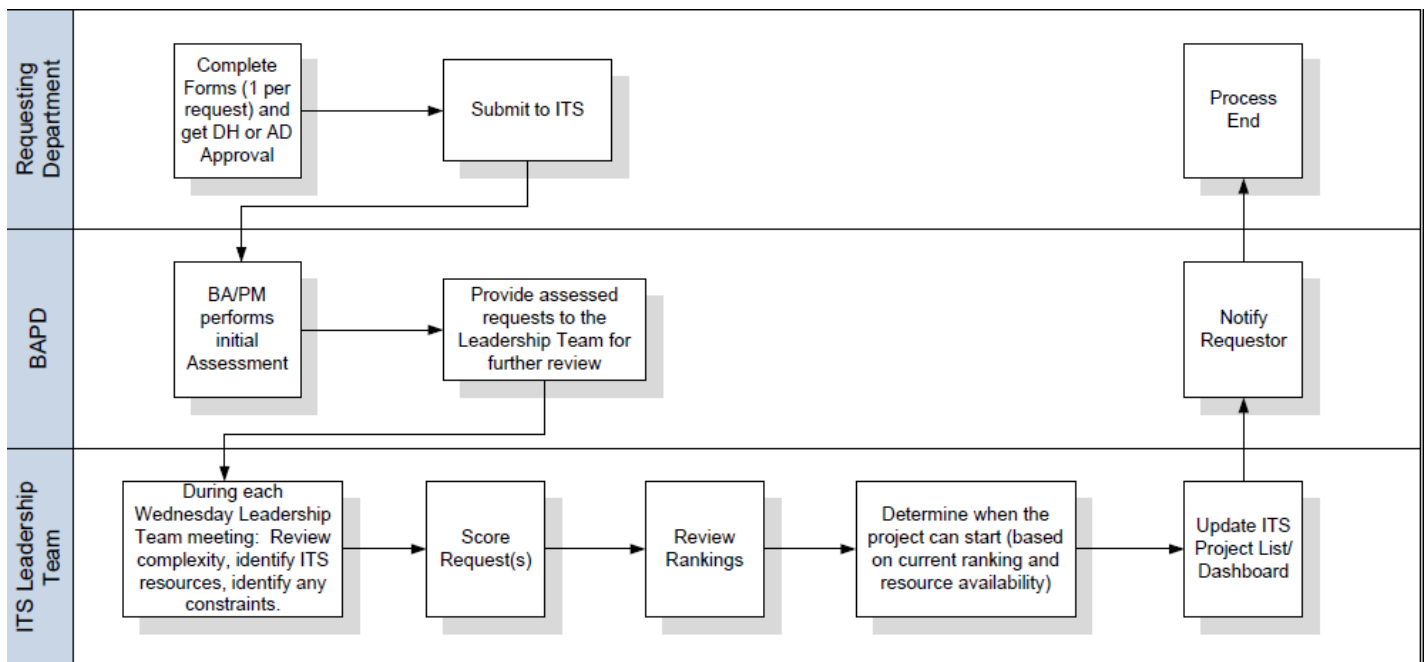 Requesting
Department
Complete
Forms (1 per
request) and
get DH or AD
Approval
Submit to ITS
Process
End
BAPD
BA/PM
performs
initial
Assessment
Provide assessed
requests to the
Leadership Team for
further review
Notify
Requestor
ITS Leadership
Team
During each
Wednesday Leadership
Team meeting:  Review
complexity, identify ITS
resources, identify any
constraints.
Score
Request(s)
Review
Rankings
Determine when the
project can start (based
on current ranking and
resource availability)
Update ITS
Project List/
Dashboard